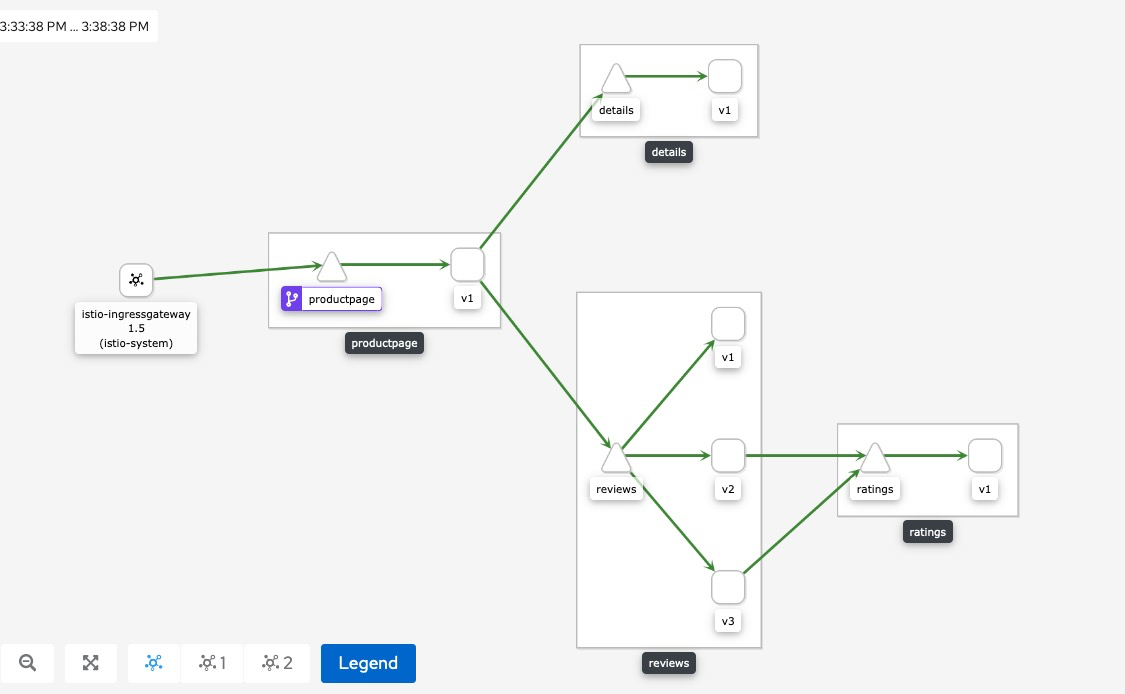 3:33:38 PM ... 3:38:38 PM
details
v1
details
productpage
v1
productpage
istio-ingressgateway
1.5
(istio-system)
v1
reviews
v2
v3
reviews
ratings
v1
ratings
1
2
Legend